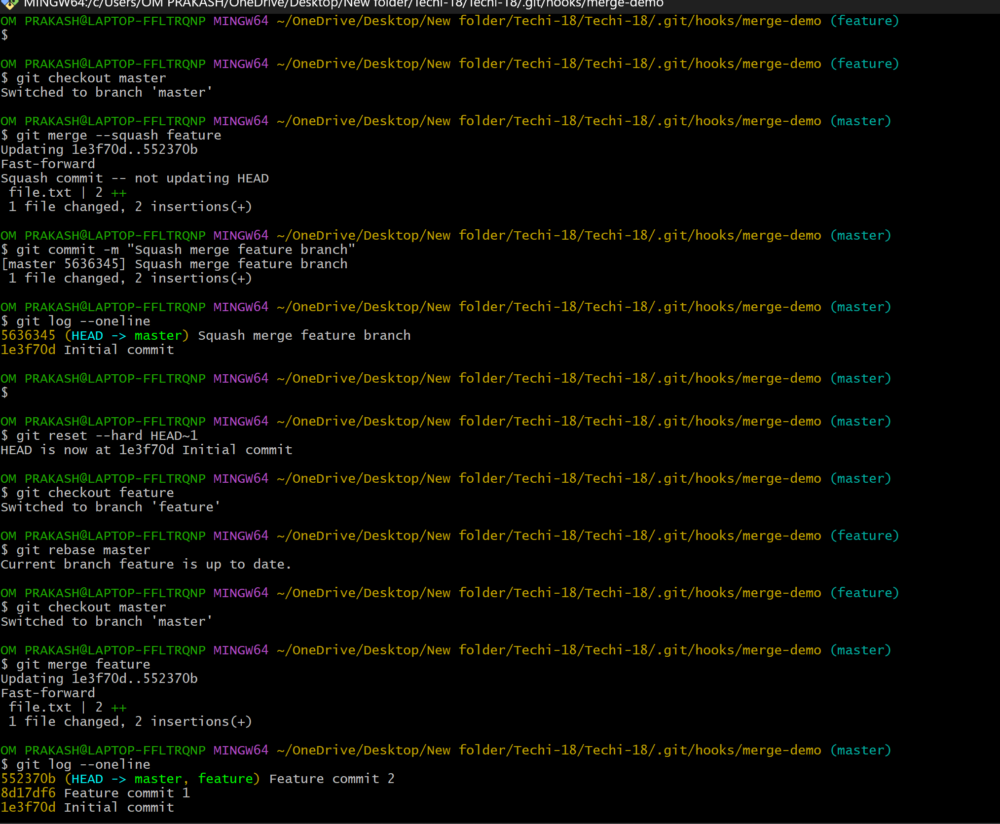 MINGW64:/c/Users/OM PRAKASH/OneDrive/Desktop/New folder/Techi-18/Techi-18/.git/hooks/merge-demo
OM PRAKASH@LAPTOP-FFLTRQNP MINGW64 ~/OneDrive/Desktop/New folder/Techi-18/Techi-18/.git/hooks/merge-demo (feature)
$
OM PRAKASH@LAPTOP-FFLTRQNP MINGW64 ~/OneDrive/Desktop/New folder/Techi-18/Techi-18/.git/hooks/merge-demo (feature)
$ git checkout master
Switched to branch 'master'
OM PRAKASH@LAPTOP-FFLTRQNP MINGW64 ~/OneDrive/Desktop/New folder/Techi-18/Techi-18/.git/hooks/merge-demo (master)
$ git merge --squash feature
Updating 1e3f70d..552370b
Fast-forward
Squash commit -- not updating HEAD
 file.txt | 2 ++
 1 file changed, 2 insertions(+)
OM PRAKASH@LAPTOP-FFLTRQNP MINGW64 ~/OneDrive/Desktop/New folder/Techi-18/Techi-18/.git/hooks/merge-demo (master)
$ git commit -m "Squash merge feature branch"
[master 5636345] Squash merge feature branch
 1 file changed, 2 insertions(+)
OM PRAKASH@LAPTOP-FFLTRQNP MINGW64 ~/OneDrive/Desktop/New folder/Techi-18/Techi-18/.git/hooks/merge-demo (master)
$ git log --oneline
5636345 (HEAD -> master) Squash merge feature branch
1e3f70d Initial commit
OM PRAKASH@LAPTOP-FFLTRQNP MINGW64 ~/OneDrive/Desktop/New folder/Techi-18/Techi-18/.git/hooks/merge-demo (master)
$
OM PRAKASH@LAPTOP-FFLTRQNP MINGW64 ~/OneDrive/Desktop/New folder/Techi-18/Techi-18/.git/hooks/merge-demo (master)
$ git reset --hard HEAD~1
HEAD is now at 1e3f70d Initial commit
OM PRAKASH@LAPTOP-FFLTRQNP MINGW64 ~/OneDrive/Desktop/New folder/Techi-18/Techi-18/.git/hooks/merge-demo (master)
$ git checkout feature
Switched to branch 'feature'
OM PRAKASH@LAPTOP-FFLTRQNP MINGW64 ~/OneDrive/Desktop/New folder/Techi-18/Techi-18/.git/hooks/merge-demo (feature)
$ git rebase master
Current branch feature is up to date.
OM PRAKASH@LAPTOP-FFLTRQNP MINGW64 ~/OneDrive/Desktop/New folder/Techi-18/Techi-18/.git/hooks/merge-demo (feature)
$ git checkout master
Switched to branch 'master'
OM PRAKASH@LAPTOP-FFLTRQNP MINGW64 ~/OneDrive/Desktop/New folder/Techi-18/Techi-18/.git/hooks/merge-demo (master)
$ git merge feature
Updating 1e3f70d..552370b
Fast-forward
 file.txt | 2 ++
 1 file changed, 2 insertions(+)
OM PRAKASH@LAPTOP-FFLTRQNP MINGW64 ~/OneDrive/Desktop/New folder/Techi-18/Techi-18/.git/hooks/merge-demo (master)
$ git log --oneline
552370b (HEAD -> master, feature) Feature commit 2
8d17df6 Feature commit 1
1e3f70d Initial commit